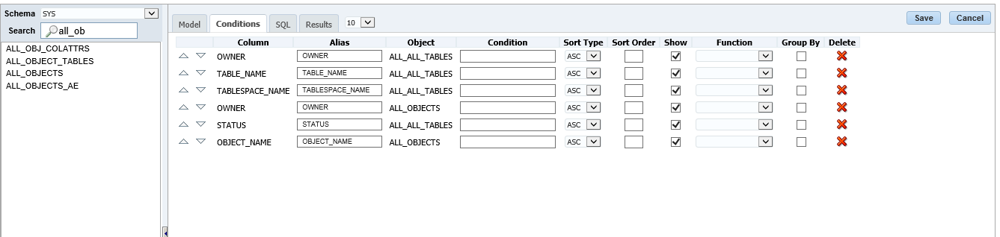 Schema SYS
Search all_ob
ALL_OBJ_COLATTRS
ALL_OBJECT_TABLES
ALL_OBJECTS
ALL_OBJECTS_AE
Model Conditions SQL Results 10 Save Cancel
Column Alias Object Condition Sort Type Sort Order Show Function Group By Delete
OWNER OWNER ALL_ALL_TABLES ASC
TABLE_NAME TABLE_NAME ALL_ALL_TABLES ASC
TABLESPACE_NAME TABLESPACE_NAME ALL_ALL_TABLES ASC
OWNER OWNER ALL_OBJECTS ASC
STATUS STATUS ALL_ALL_TABLES ASC
OBJECT_NAME OBJECT_NAME ALL_OBJECTS ASC